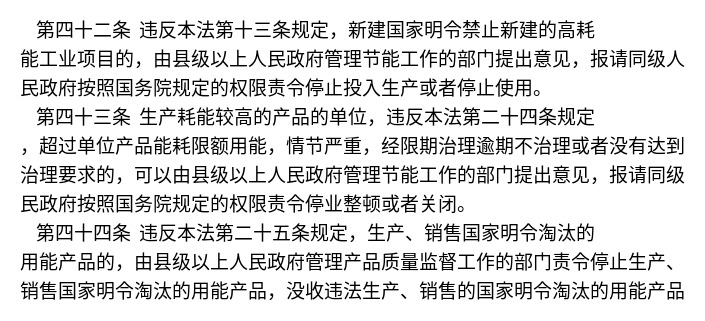 第四十二条 违反本法第十三条规定，新建国家明令禁止新建的高耗
能工业项目的，由县级以上人民政府管理节能工作的部门提出意见，报请同级人
民政府按照国务院规定的权限责令停止投入生产或者停止使用。
第四十三条 生产耗能较高的产品的单位，违反本法第二十四条规定
，超过单位产品能耗限额用能，情节严重，经限期治理逾期不治理或者没有达到
治理要求的，可以由县级以上人民政府管理节能工作的部门提出意见，报请同级
民政府按照国务院规定的权限责令停业整顿或者关闭。
第四十四条 违反本法第二十五条规定，生产、销售国家明令淘汰的
用能产品的，由县级以上人民政府管理产品质量监督工作的部门责令停止生产、
销售国家明令淘汰的用能产品，没收违法生产、销售的国家明令淘汰的用能产品